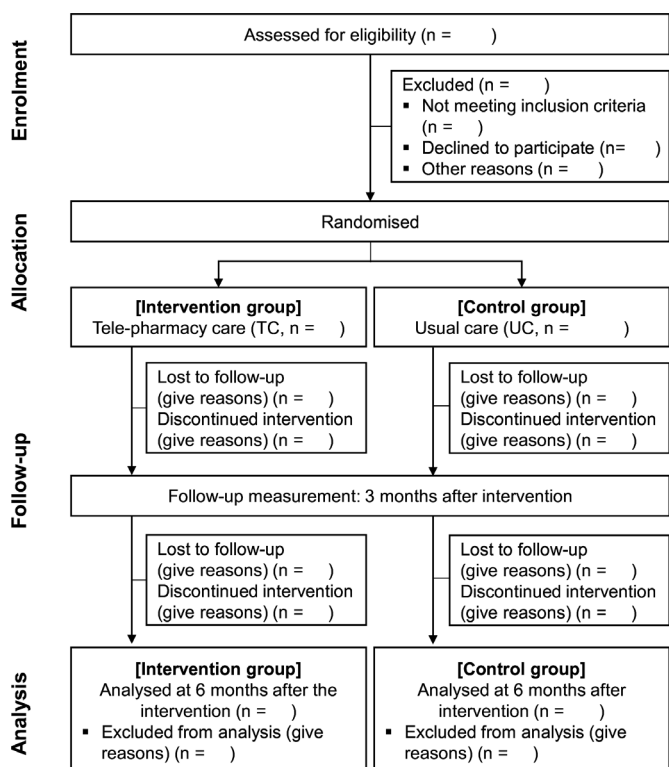 Enrolment
Assessed for eligibility (n = )
Excluded (n = )
▪ Not meeting inclusion criteria
(n = )
▪ Declined to participate (n= )
▪ Other reasons (n = )
Allocation
Randomised
[Intervention group]
Tele-pharmacy care (TC, n = )
[Control group]
Usual care (UC, n = )
Follow-up
Lost to follow-up
(give reasons) (n = )
Discontinued intervention
(give reasons) (n = )
Lost to follow-up
(give reasons) (n = )
Discontinued intervention
(give reasons) (n = )
Follow-up measurement: 3 months after intervention
Lost to follow-up
(give reasons) (n = )
Discontinued intervention
(give reasons) (n = )
Lost to follow-up
(give reasons) (n = )
Discontinued intervention
(give reasons) (n = )
Analysis
[Intervention group]
Analysed at 6 months after the
intervention (n = )
▪ Excluded from analysis (give
reasons) (n = )
[Control group]
Analysed at 6 months after
intervention (n = )
▪ Excluded from analysis (give
reasons) (n = )